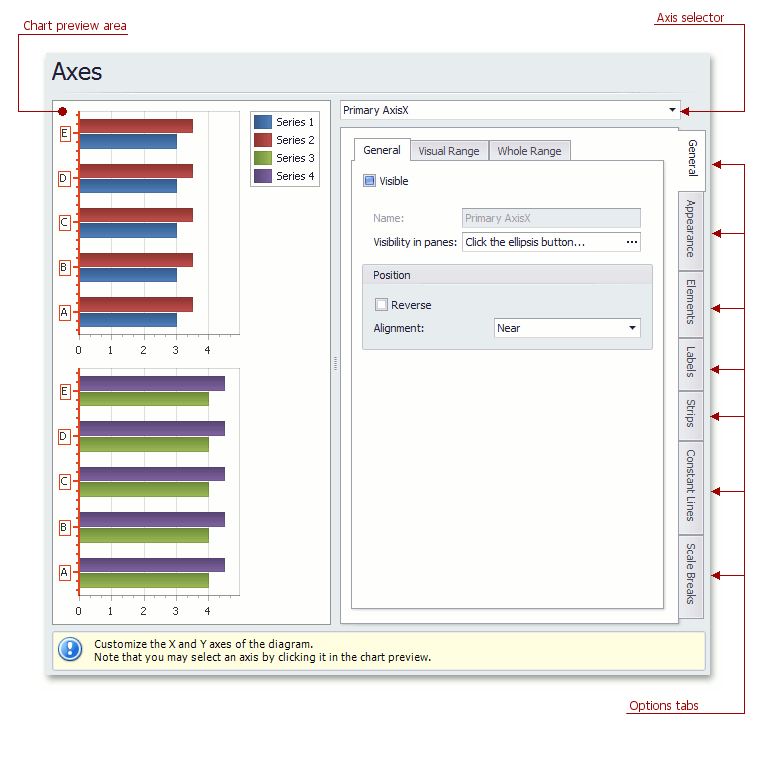 Chart preview area
Axis selector
Axes
Primary AxisX
E
D
C
B
A
0 1 2 3 4
Series 1
Series 2
Series 3
Series 4
E
D
C
B
A
0 1 2 3 4
General Visual Range Whole Range
Visible
Name: Primary AxisX
Visibility in panes: Click the ellipsis button...
Position
Reverse
Alignment: Near
General
Appearance
Elements
Labels
Strips
Constant Lines
Scale Breaks
Customize the X and Y axes of the diagram.
Note that you may select an axis by clicking it in the chart preview.
Options tabs